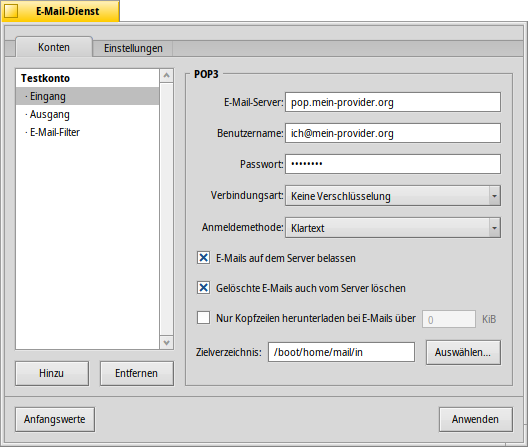 E-Mail-Dienst
Konten
Einstellungen
Testkonto
· Eingang
· Ausgang
· E-Mail-Filter
Hinzu
Entfernen
POP3
E-Mail-Server: pop.mein-provider.org
Benutzername: ich@mein-provider.org
Passwort: ••••••••
Verbindungsart: Keine Verschlüsselung
Anmeldemethode: Klartext
E-Mails auf dem Server belassen
Gelöschte E-Mails auch vom Server löschen
Nur Kopfzeilen herunterladen bei E-Mails über 0 KiB
Zielverzeichnis: /boot/home/mail/in Auswählen...
Anfangswerte
Anwenden